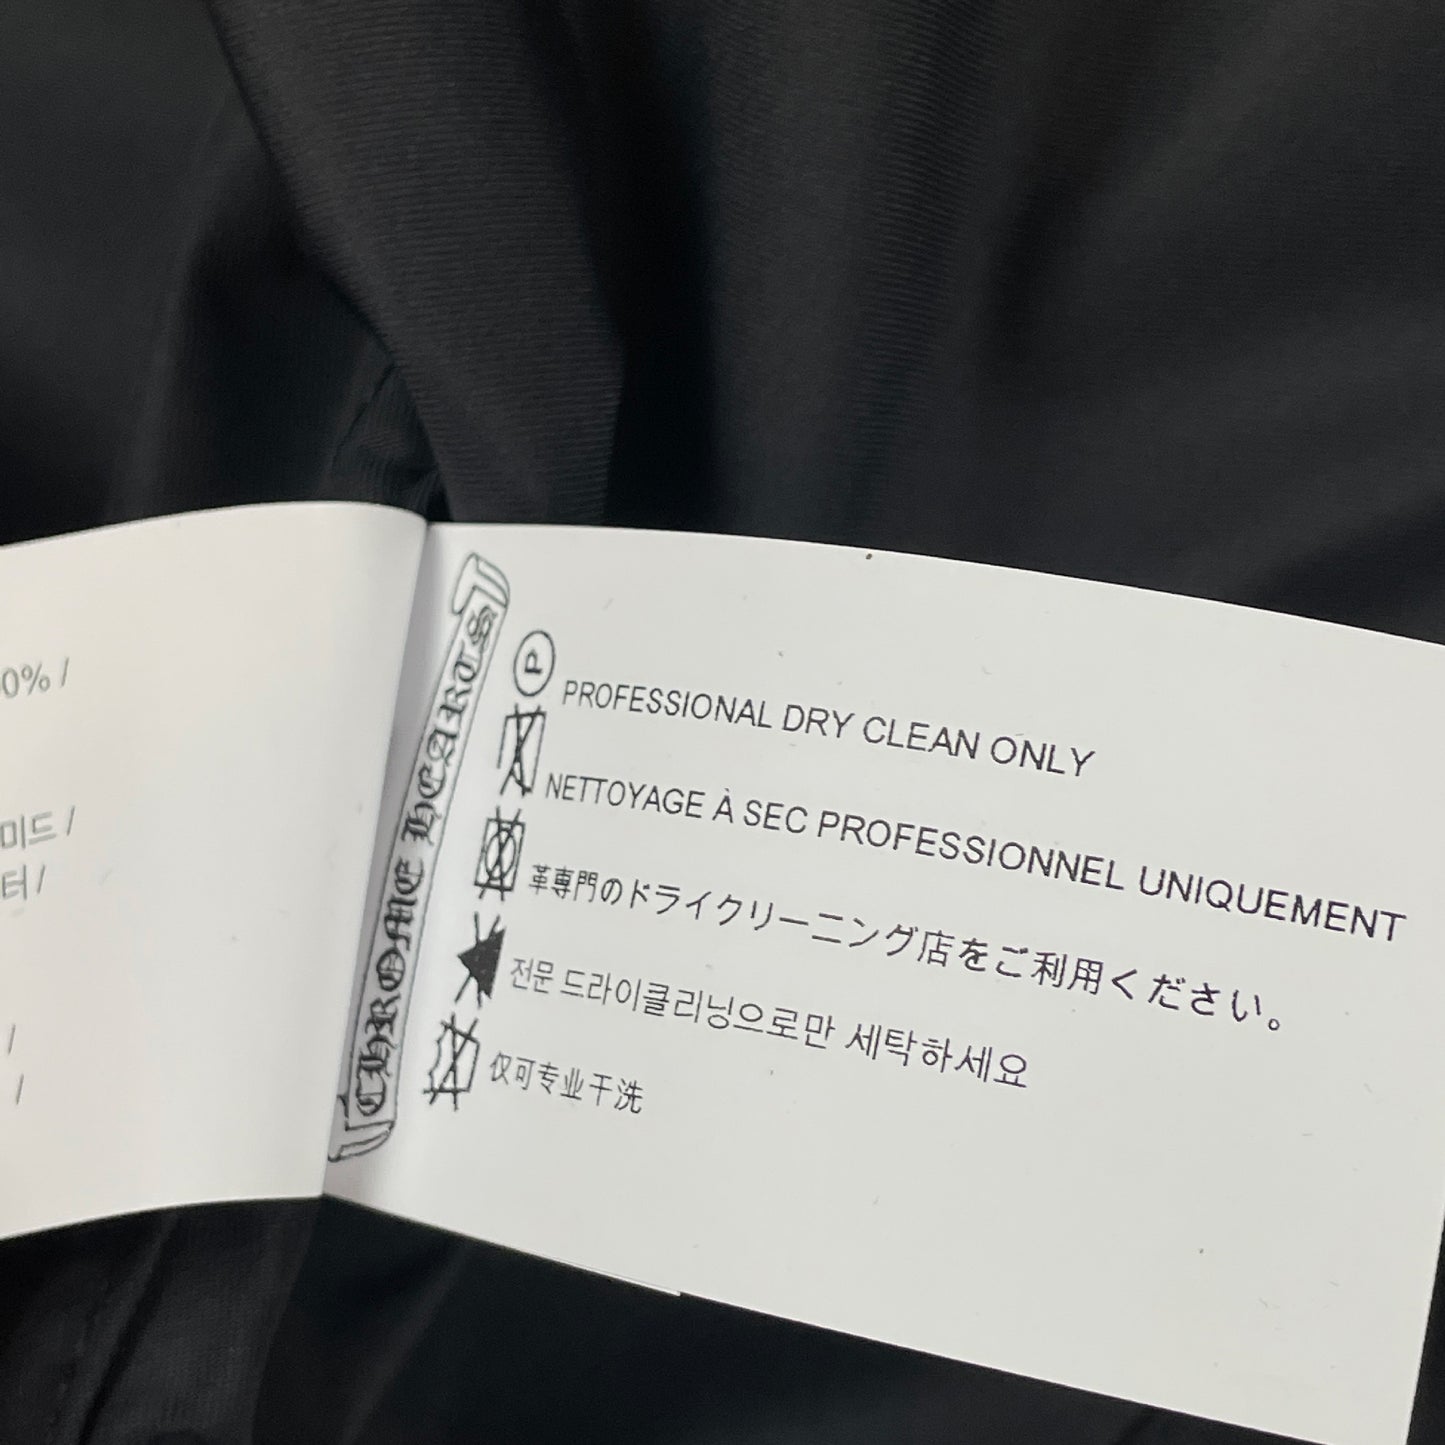 0% /
미드 /
터 /
/
/
CHROME HEARTS
P
PROFESSIONAL DRY CLEAN ONLY
NETTOYAGE À SEC PROFESSIONNEL UNIQUEMENT
革専門のドライクリーニング店をご利用ください。
전문 드라이클리닝으로만 세탁하세요
仅可专业干洗